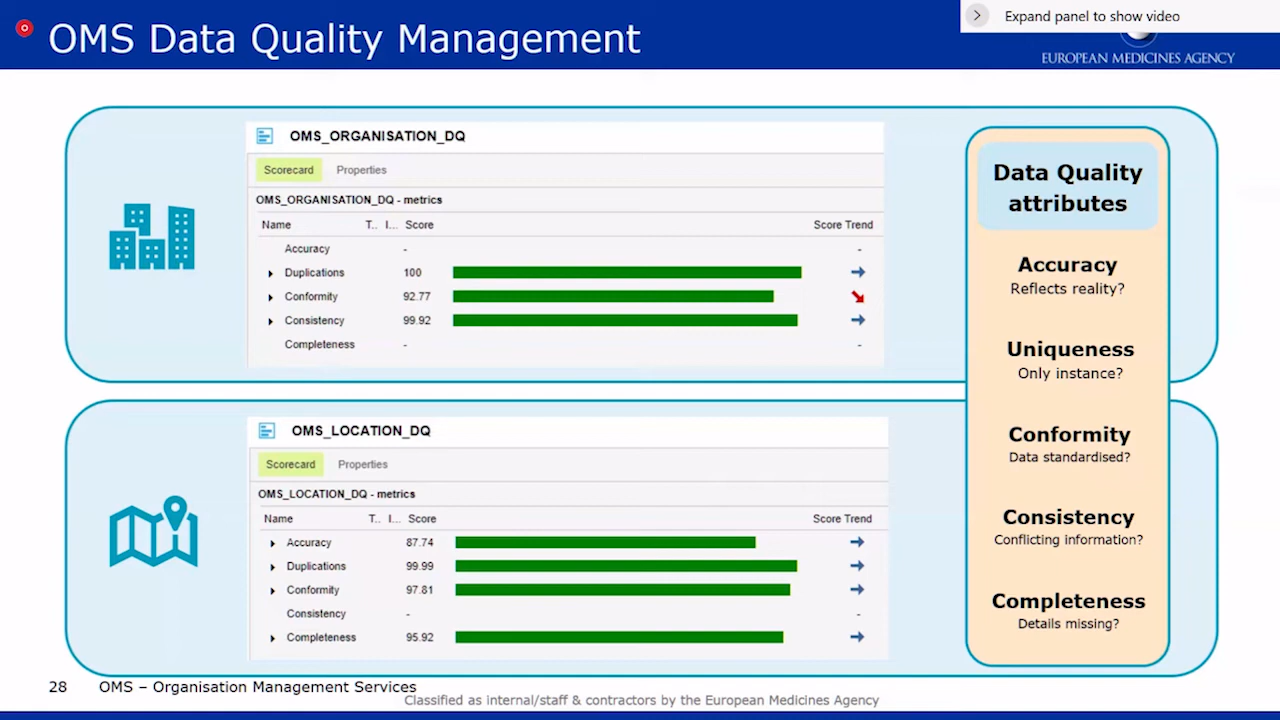 OMS Data Quality Management
Expand panel to show video
EUROPEAN MEDICINES AGENCY
OMS_ORGANISATION_DQ
Scorecard Properties
OMS_ORGANISATION_DQ - metrics
Name T.. I... Score Score Trend
Accuracy - -
Duplications 100
Conformity 92.77
Consistency 99.92
Completeness - -
OMS_LOCATION_DQ
Scorecard Properties
OMS_LOCATION_DQ - metrics
Name T.. I... Score Score Trend
Accuracy 87.74
Duplications 99.99
Conformity 97.81
Consistency - -
Completeness 95.92
Data Quality
attributes
Accuracy
Reflects reality?
Uniqueness
Only instance?
Conformity
Data standardised?
Consistency
Conflicting information?
Completeness
Details missing?
28 OMS – Organisation Management Services
Classified as internal/staff & contractors by the European Medicines Agency